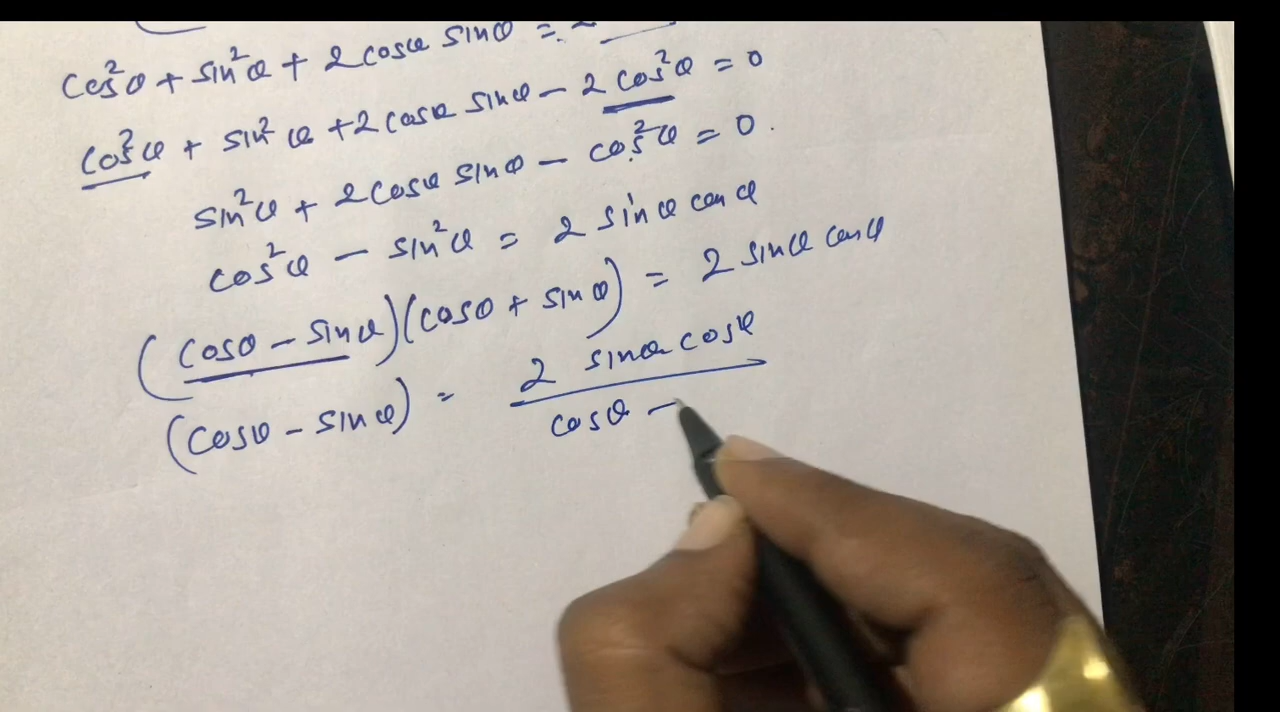 cos²θ + sin²θ + 2 cosθ sinθ = 2
cos²θ + sin²θ + 2 cosθ sinθ - 2 cos²θ = 0
sin²θ + 2 cosθ sinθ - cos²θ = 0.
cos²θ - sin²θ = 2 sinθ cosθ
(cosθ - sinθ)(cosθ + sinθ) = 2 sinθ cosθ
(cosθ - sinθ) = 2 sinθ cosθ
cosθ -